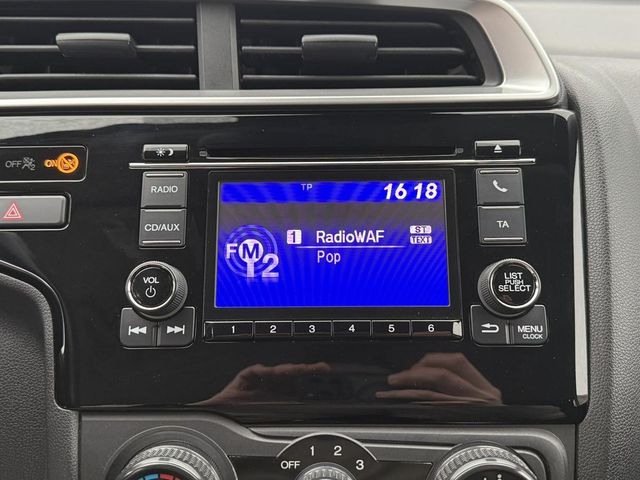 OFF
ON
RADIO
CD/AUX
TP
16 18
1 RadioWAF
ST
TEXT
Pop
FM
2
TA
VOL
LIST
PUSH
SELECT
1 2 3 4 5 6
MENU
CLOCK
OFF 1 2 3